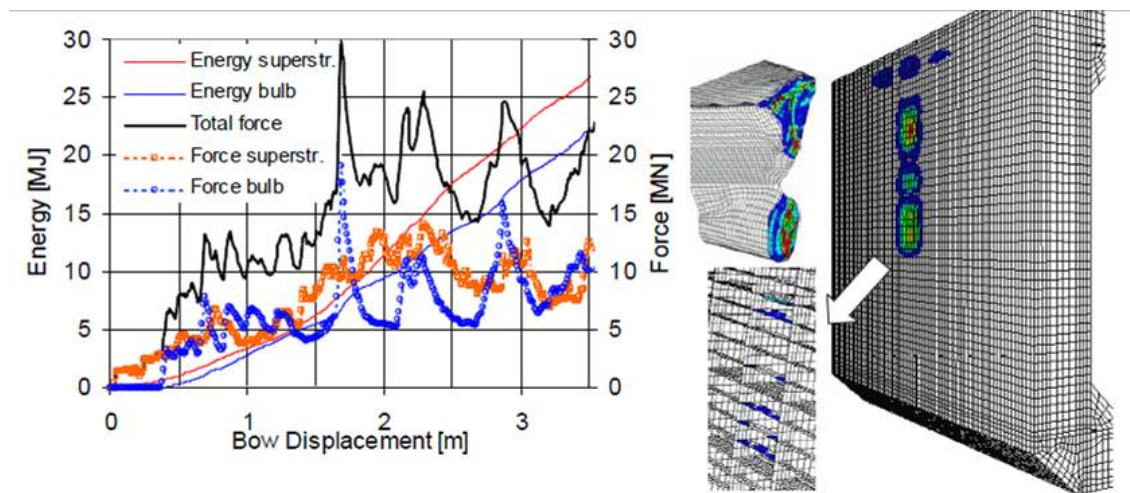 30
25
20
15
10
5
0
Energy [MJ]
Energy superstr.
Energy bulb
Total force
Force superstr.
Force bulb
30
25
20
15
10
5
0
Force [MN]
0 1 2 3
Bow Displacement [m]